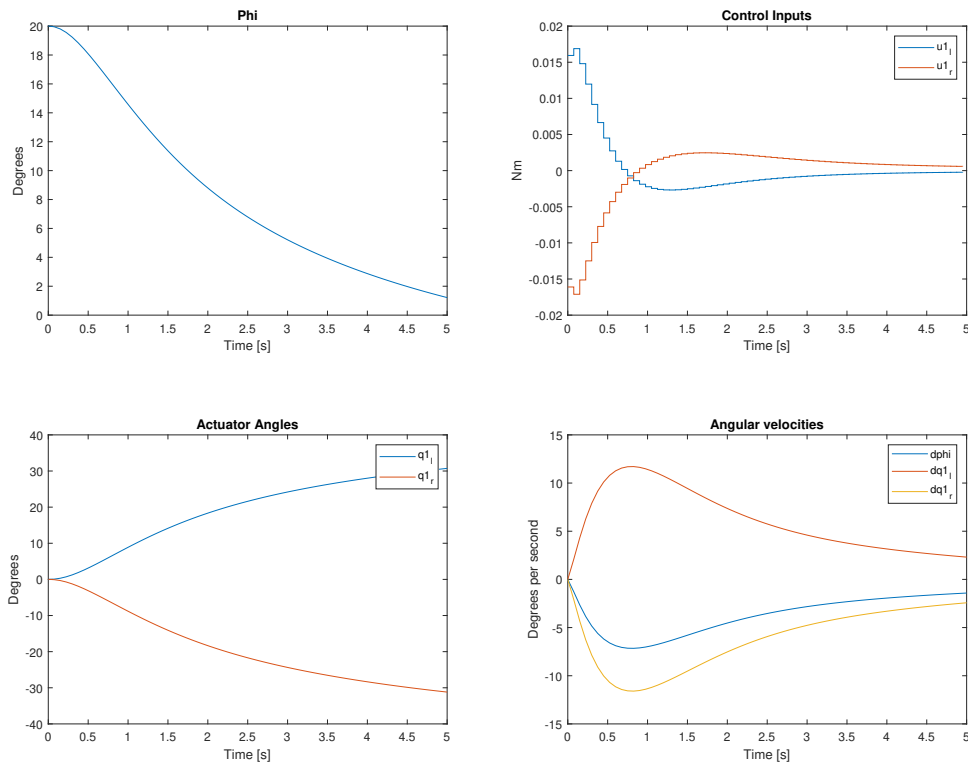 Phi
20
18
16
14
12
10
8
6
4
2
0
Degrees
0 0.5 1 1.5 2 2.5 3 3.5 4 4.5 5
Time [s]
Control Inputs
0.02
0.015
0.01
0.005
0
-0.005
-0.01
-0.015
-0.02
Nm
u1_l
u1_r
0 0.5 1 1.5 2 2.5 3 3.5 4 4.5 5
Time [s]
Actuator Angles
40
30
20
10
0
-10
-20
-30
-40
Degrees
q1_l
q1_r
0 0.5 1 1.5 2 2.5 3 3.5 4 4.5 5
Time [s]
Angular velocities
15
10
5
0
-5
-10
-15
Degrees per second
dphi
dq1_l
dq1_r
0 0.5 1 1.5 2 2.5 3 3.5 4 4.5 5
Time [s]